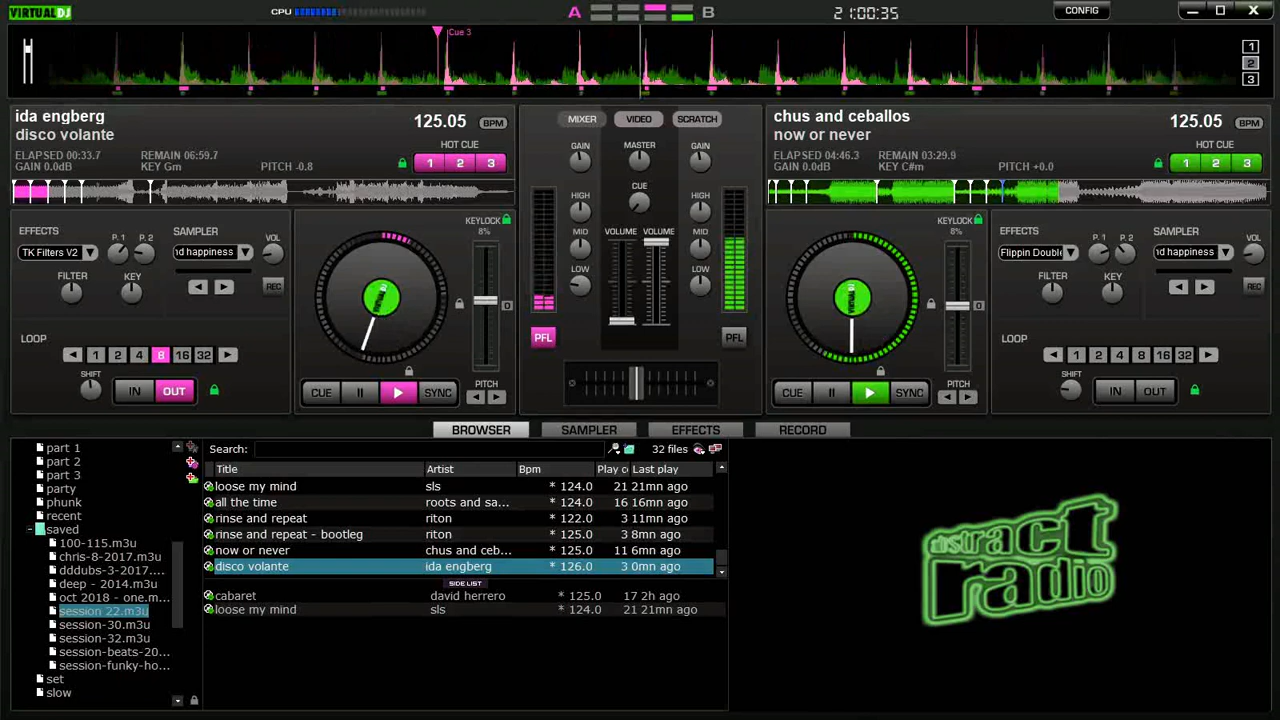 VIRTUAL DJ
CPU
A
B
21:00:35
CONFIG
Cue 3
1
2
3
ida engberg
disco volante
125.05 BPM
ELAPSED 00:33.7 REMAIN 06:59.7
GAIN 0.0dB KEY Gm PITCH -0.8
HOT CUE
1 2 3
MIXER VIDEO SCRATCH
GAIN MASTER GAIN
HIGH CUE HIGH
VOLUME VOLUME
MID MID
LOW LOW
PFL PFL
chus and ceballos
now or never
125.05 BPM
ELAPSED 04:46.3 REMAIN 03:29.9
GAIN 0.0dB KEY C#m PITCH +0.0
HOT CUE
1 2 3
EFFECTS
TK Filters V2
P. 1 P. 2
SAMPLER
nd happiness
VOL
FILTER KEY
REC
LOOP
1 2 4 8 16 32
SHIFT
IN OUT
KEYLOCK
8%
0
CUE SYNC
PITCH
KEYLOCK
8%
0
CUE SYNC
PITCH
EFFECTS
Flippin Double
P. 1 P. 2
SAMPLER
nd happiness
VOL
FILTER KEY
REC
LOOP
1 2 4 8 16 32
SHIFT
IN OUT
BROWSER SAMPLER EFFECTS RECORD
part 1
part 2
part 3
party
phunk
recent
saved
100-115.m3u
chris-8-2017.m3u
dddubs-3-2017....
deep - 2014.m3u
oct 2018 - one.m...
session 22.m3u
session-30.m3u
session-32.m3u
session-beats-20...
session-funky-ho...
set
slow
Search:
32 files
Title Artist Bpm Play c Last play
loose my mind sls * 124.0 21 21mn ago
all the time roots and sa... * 124.0 16 16mn ago
rinse and repeat riton * 122.0 3 11mn ago
rinse and repeat - bootleg riton * 125.0 3 8mn ago
now or never chus and ceb... * 125.0 11 6mn ago
disco volante ida engberg * 126.0 3 0mn ago
SIDE LIST
cabaret david herrero * 125.0 17 2h ago
loose my mind sls * 124.0 21 21mn ago
abstract
radio